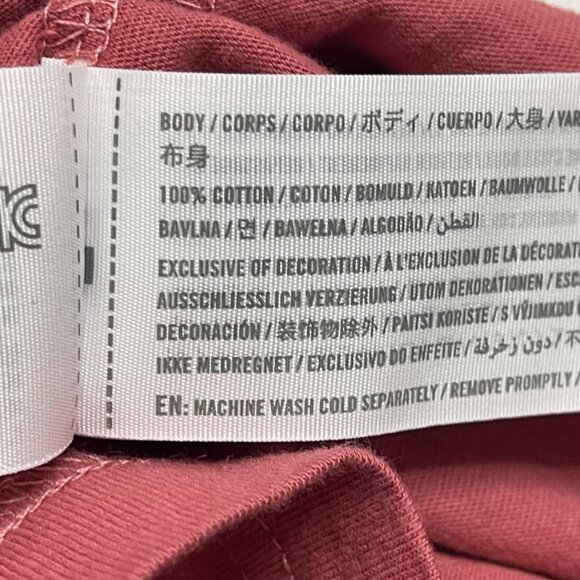 BODY / CORPS / CORPO / ボディ / CUERPO / 大身 / VAR
布身
100% COTTON / COTON / BOMULD / KATOEN / BAUMWOLLE /
BAVLNA / 면 / BAWEŁNA / ALGODÃO / القطن
EXCLUSIVE OF DECORATION / À L'EXCLUSION DE LA DÉCORAT
AUSSCHLIESSLICH VERZIERUNG / UTOM DEKORATIONEN / ESC
DECORACIÓN / 装飾物除外 / PAITSI KORISTE / S VÝJIMKOU
IKKE MEDREGNET / EXCLUSIVO DO ENFEITE / دون زخرفة / 不
EN: MACHINE WASH COLD SEPARATELY / REMOVE PROMPTLY /